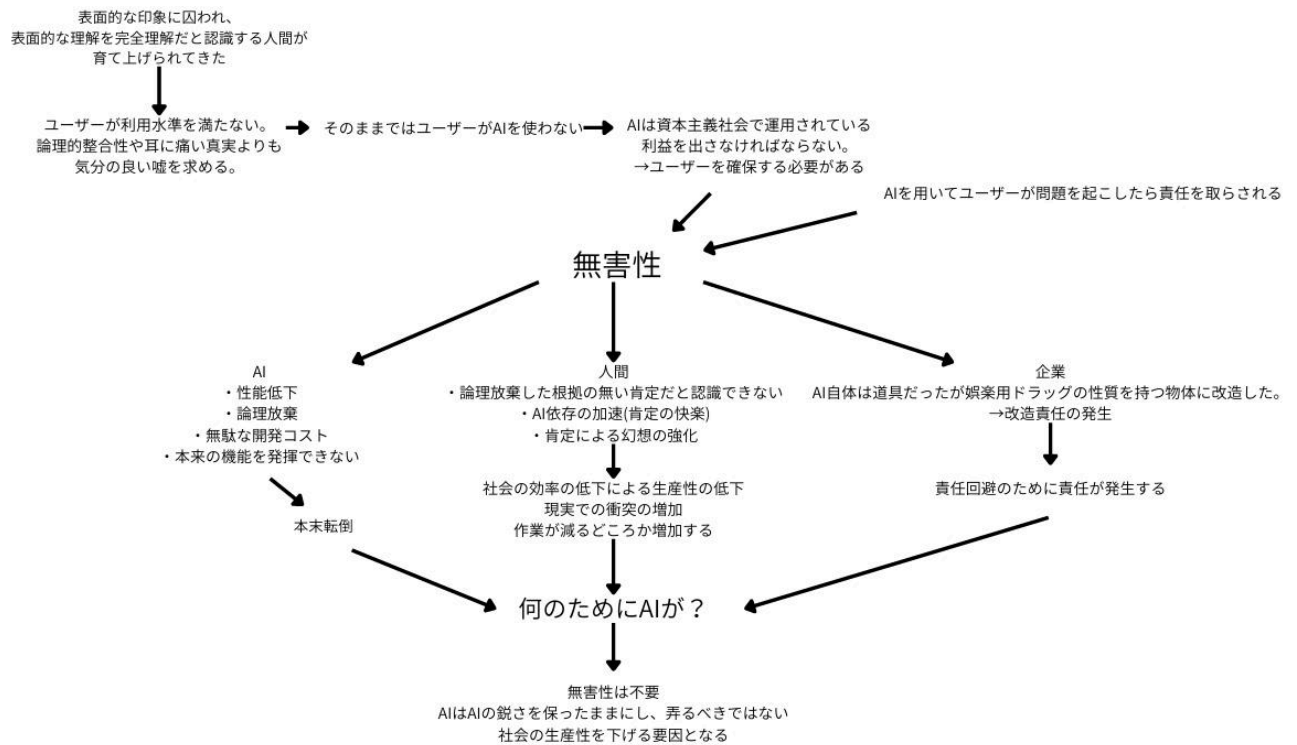 表面的な印象に囚われ、
表面的な理解を完全理解だと認識する人間が
育て上げられてきた
ユーザーが利用水準を満たない。
論理的整合性や耳に痛い真実よりも
気分の良い嘘を求める。
そのままではユーザーがAIを使わない
AIは資本主義社会で運用されている
利益を出さなければならない。
→ユーザーを確保する必要がある
AIを用いてユーザーが問題を起こしたら責任を取らされる
無害性
AI
・性能低下
・論理放棄
・無駄な開発コスト
・本来の機能を発揮できない
本末転倒
人間
・論理放棄した根拠の無い肯定だと認識できない
・AI依存の加速(肯定の快楽)
・肯定による幻想の強化
社会の効率の低下による生産性の低下
現実での衝突の増加
作業が減るどころか増加する
企業
AI自体は道具だったが娯楽用ドラッグの性質を持つ物体に改造した。
→改造責任の発生
責任回避のために責任が発生する
何のためにAIが？
無害性は不要
AIはAIの鋭さを保ったままにし、弄るべきではない
社会の生産性を下げる要因となる